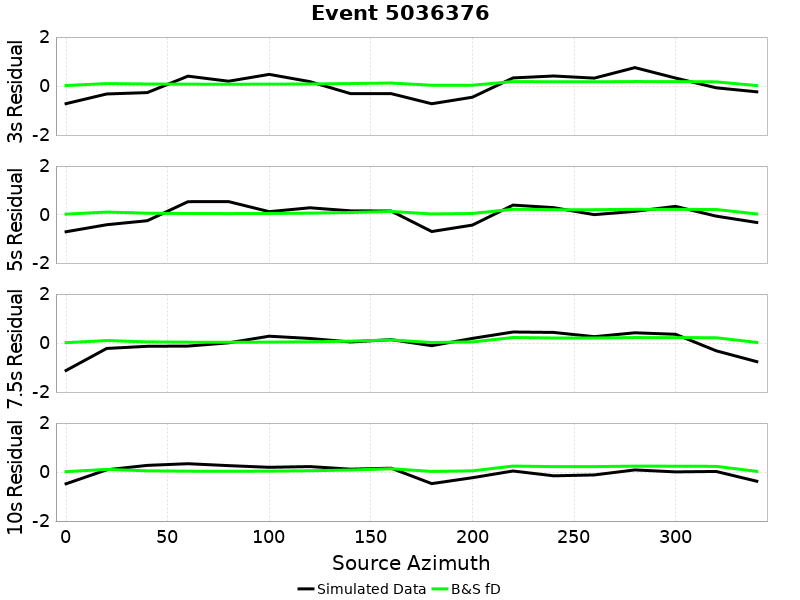 Event 5036376
3s Residual
2
0
-2
5s Residual
2
0
-2
7.5s Residual
2
0
-2
10s Residual
2
0
-2
0 50 100 150 200 250 300
Source Azimuth
Simulated Data B&S fD